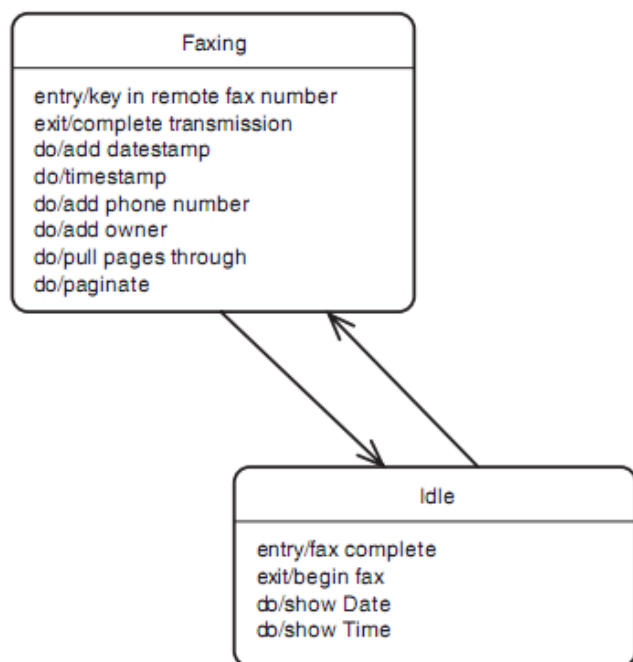 Faxing
entry/key in remote fax number
exit/complete transmission
do/add datestamp
do/timestamp
do/add phone number
do/add owner
do/pull pages through
do/paginate
Idle
entry/fax complete
exit/begin fax
do/show Date
do/show Time